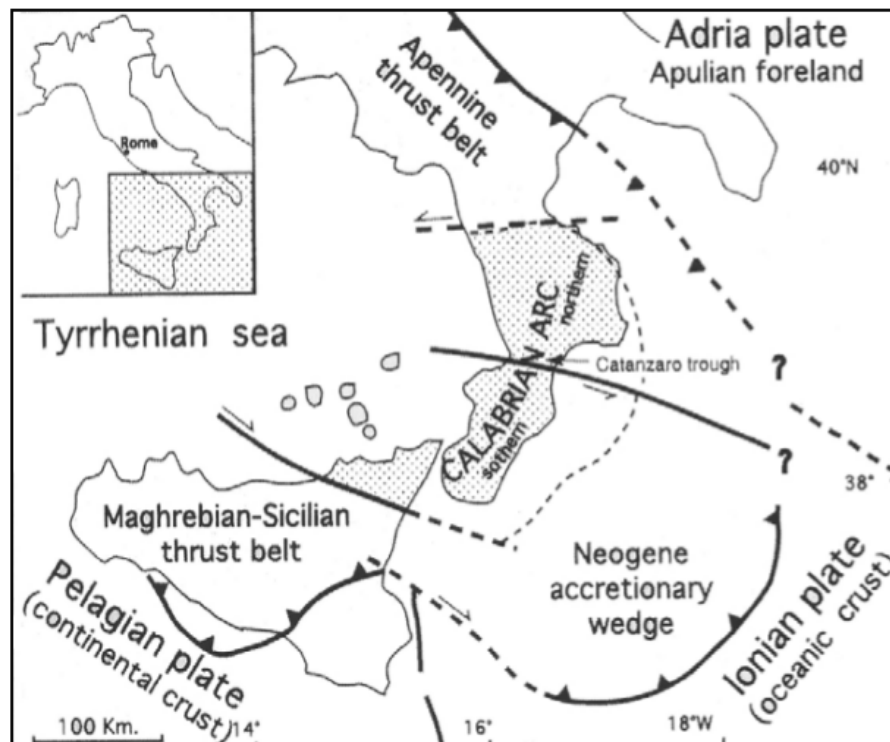 Adria plate
Apulian foreland
Apennine
thrust belt
Rome
40°N
Tyrrhenian sea
CALABRIAN ARC
northern
sothern
Catanzaro trough
?
?
38°
Maghrebian-Sicilian
thrust belt
Neogene
accretionary
wedge
Pelagian plate
(continental crust)
Ionian plate
(oceanic crust)
100 Km.
14°
16°
18°W